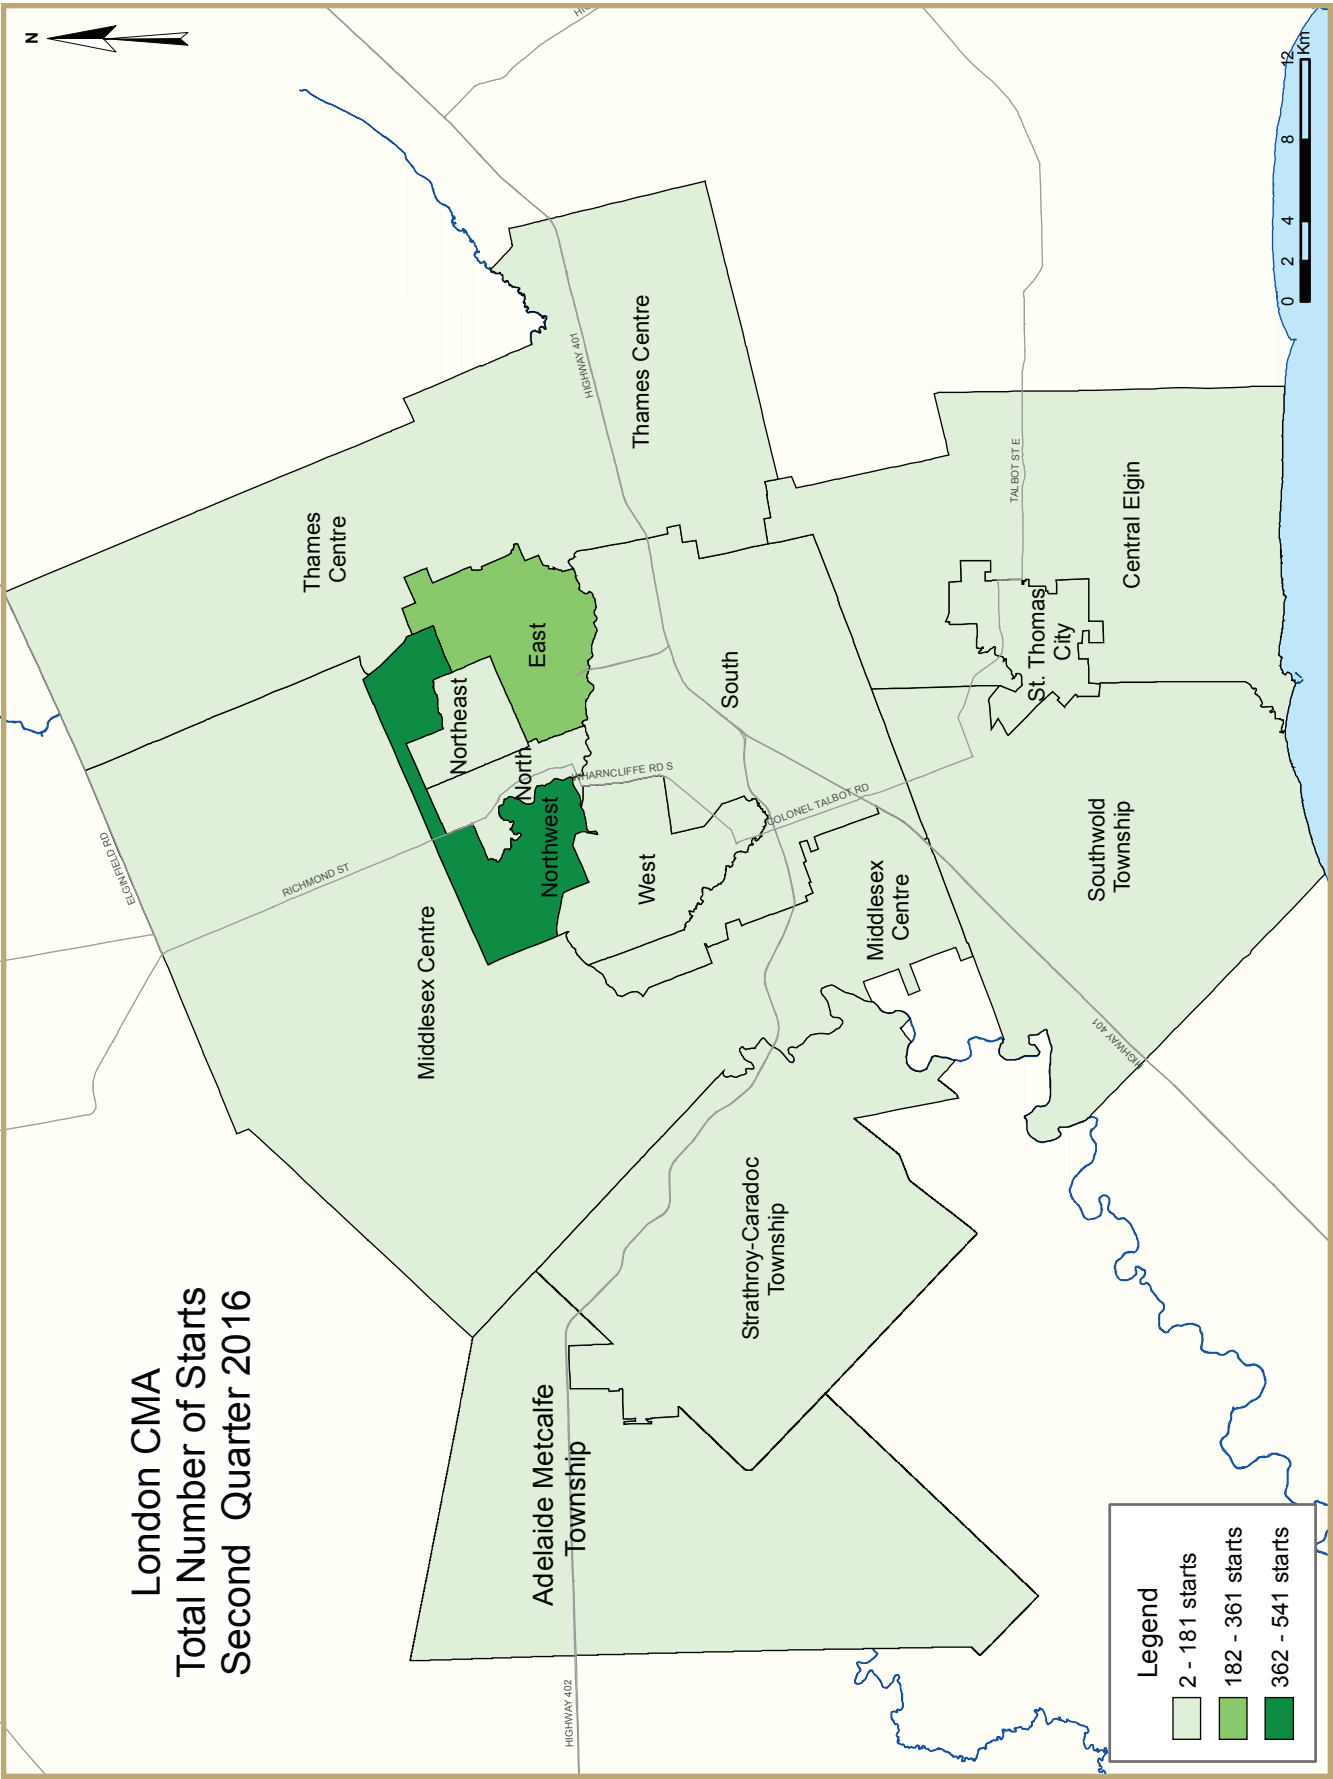 London CMA
Total Number of Starts
Second Quarter 2016
N
ELGINFIELD RD
RICHMOND ST
Thames
Centre
Middlesex Centre
Northeast
North
Northwest
East
Thames Centre
HIGHWAY 401
WHARNCLIFFE RD S
West
South
COLONEL TALBOT RD
Adelaide Metcalfe
Township
HIGHWAY 402
Strathroy-Caradoc
Township
Middlesex
Centre
St. Thomas
City
TALBOT ST E
Central Elgin
Southwold
Township
HIGHWAY 401
Legend
2 - 181 starts
182 - 361 starts
362 - 541 starts
0 2 4 8 12
Km